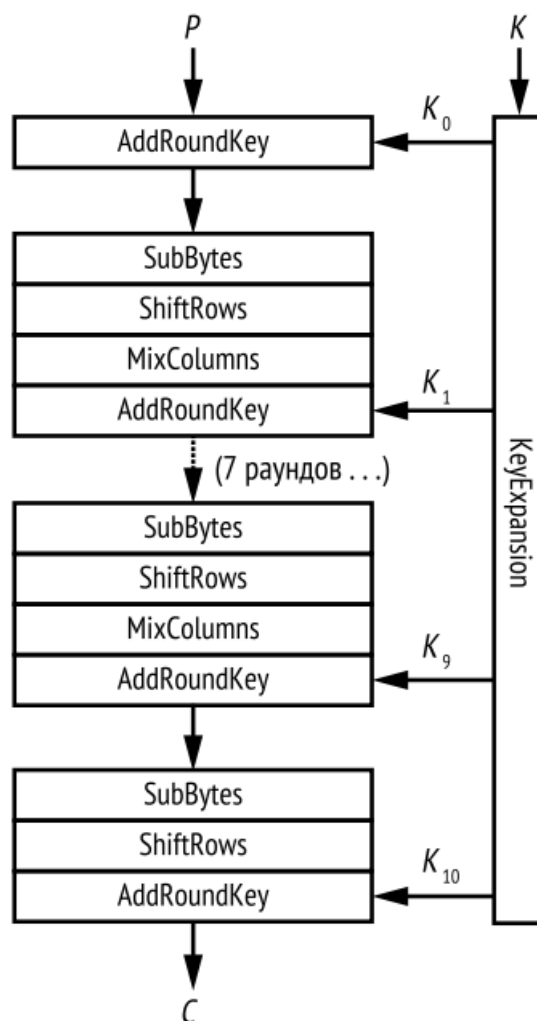 P
K
K0
AddRoundKey
SubBytes
ShiftRows
MixColumns
AddRoundKey
K1
(7 раундов . . .)
KeyExpansion
SubBytes
ShiftRows
MixColumns
AddRoundKey
K9
SubBytes
ShiftRows
AddRoundKey
K10
C